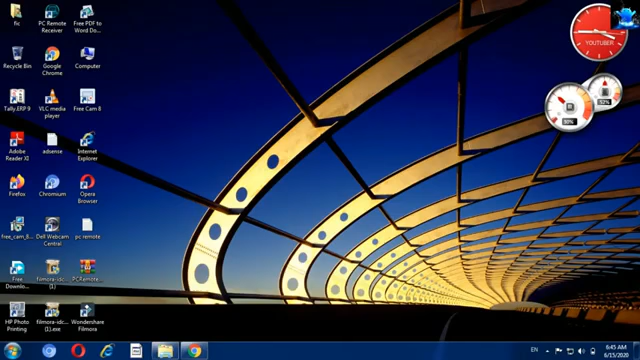 fic
PC Remote
Receiver
Free PDF to
Word Do...
Recycle Bin
Google
Chrome
Computer
Tally.ERP 9
VLC media
player
Free Cam 8
Adobe
Reader XI
adsense
Internet
Explorer
Firefox
Chromium
Opera
Browser
free_cam_8...
Dell Webcam
Central
pc remote
Free
Downlo...
filmora-idc...
(1)
PCRemote...
HP Photo
Printing
filmora-idc...
(1).exe
Wondershare
Filmora
YOUTUBER
EN
6:45 AM
6/15/2020